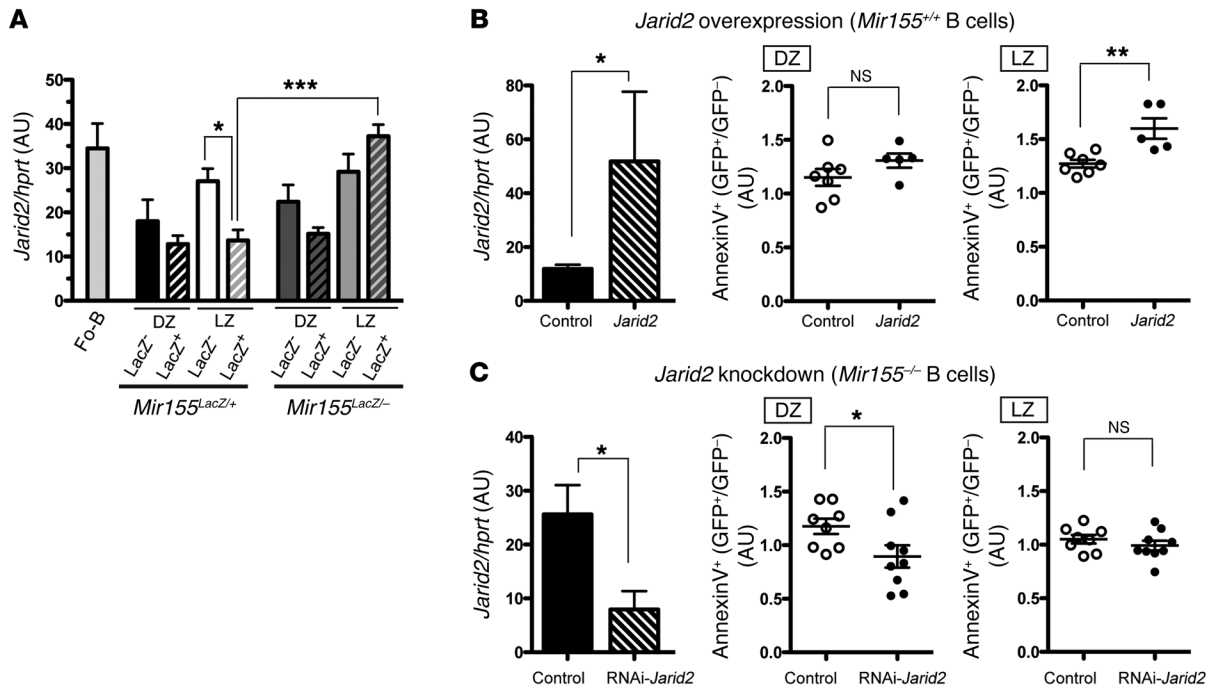 A
Jarid2/hprt (AU)
50
40
30
20
10
0
***
*
Fo-B
DZ
LZ
DZ
LZ
LacZ⁻
LacZ⁺
LacZ⁻
LacZ⁺
LacZ⁻
LacZ⁺
LacZ⁻
LacZ⁺
Mir155^LacZ/+
Mir155^LacZ/–
B
Jarid2 overexpression (Mir155⁺/⁺ B cells)
Jarid2/hprt (AU)
80
60
40
20
0
*
Control
Jarid2
DZ
AnnexinV⁺ (GFP⁺/GFP⁻)
(AU)
2.0
1.5
1.0
0.5
0.0
NS
Control
Jarid2
LZ
AnnexinV⁺ (GFP⁺/GFP⁻)
(AU)
2.0
1.5
1.0
1.5
0.0
**
Control
Jarid2
C
Jarid2 knockdown (Mir155⁻/⁻ B cells)
Jarid2/hprt (AU)
40
30
20
10
0
*
Control
RNAi-Jarid2
DZ
AnnexinV⁺ (GFP⁺/GFP⁻)
(AU)
2.0
1.5
1.0
0.5
0.0
*
Control
RNAi-Jarid2
LZ
AnnexinV⁺ (GFP⁺/GFP⁻)
(AU)
2.0
1.5
1.0
0.5
0.0
NS
Control
RNAi-Jarid2